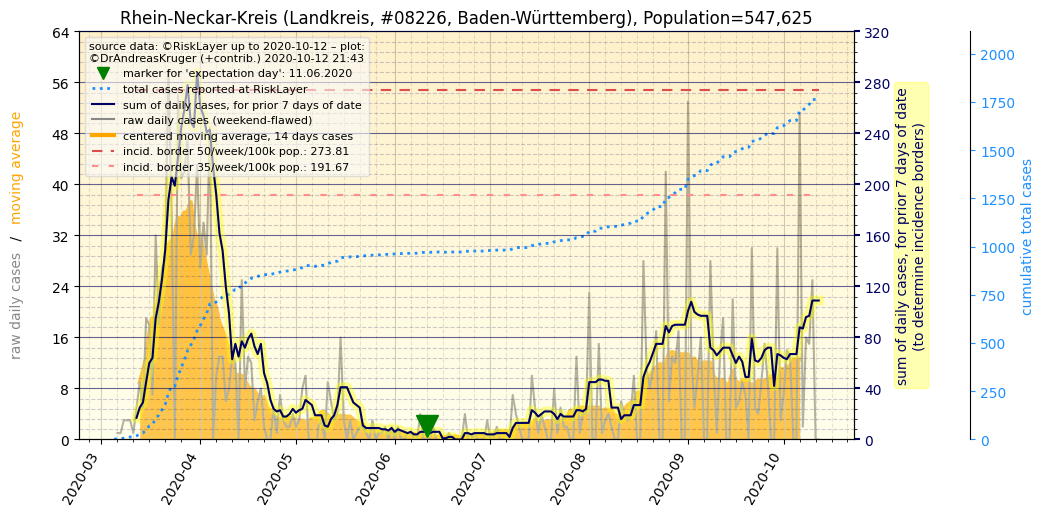 Rhein-Neckar-Kreis (Landkreis, #08226, Baden-Württemberg), Population=547,625
source data: ©RiskLayer up to 2020-10-12 – plot:
©DrAndreasKruger (+contrib.) 2020-10-12 21:43
marker for 'expectation day': 11.06.2020
total cases reported at RiskLayer
sum of daily cases, for prior 7 days of date
raw daily cases (weekend-flawed)
centered moving average, 14 days cases
incid. border 50/week/100k pop.: 273.81
incid. border 35/week/100k pop.: 191.67
raw daily cases / moving average
64
56
48
40
32
24
16
8
0
320
280
240
200
160
120
80
40
0
sum of daily cases, for prior 7 days of date
(to determine incidence borders)
2000
1750
1500
1250
1000
750
500
250
0
cumulative total cases
2020-03
2020-04
2020-05
2020-06
2020-07
2020-08
2020-09
2020-10